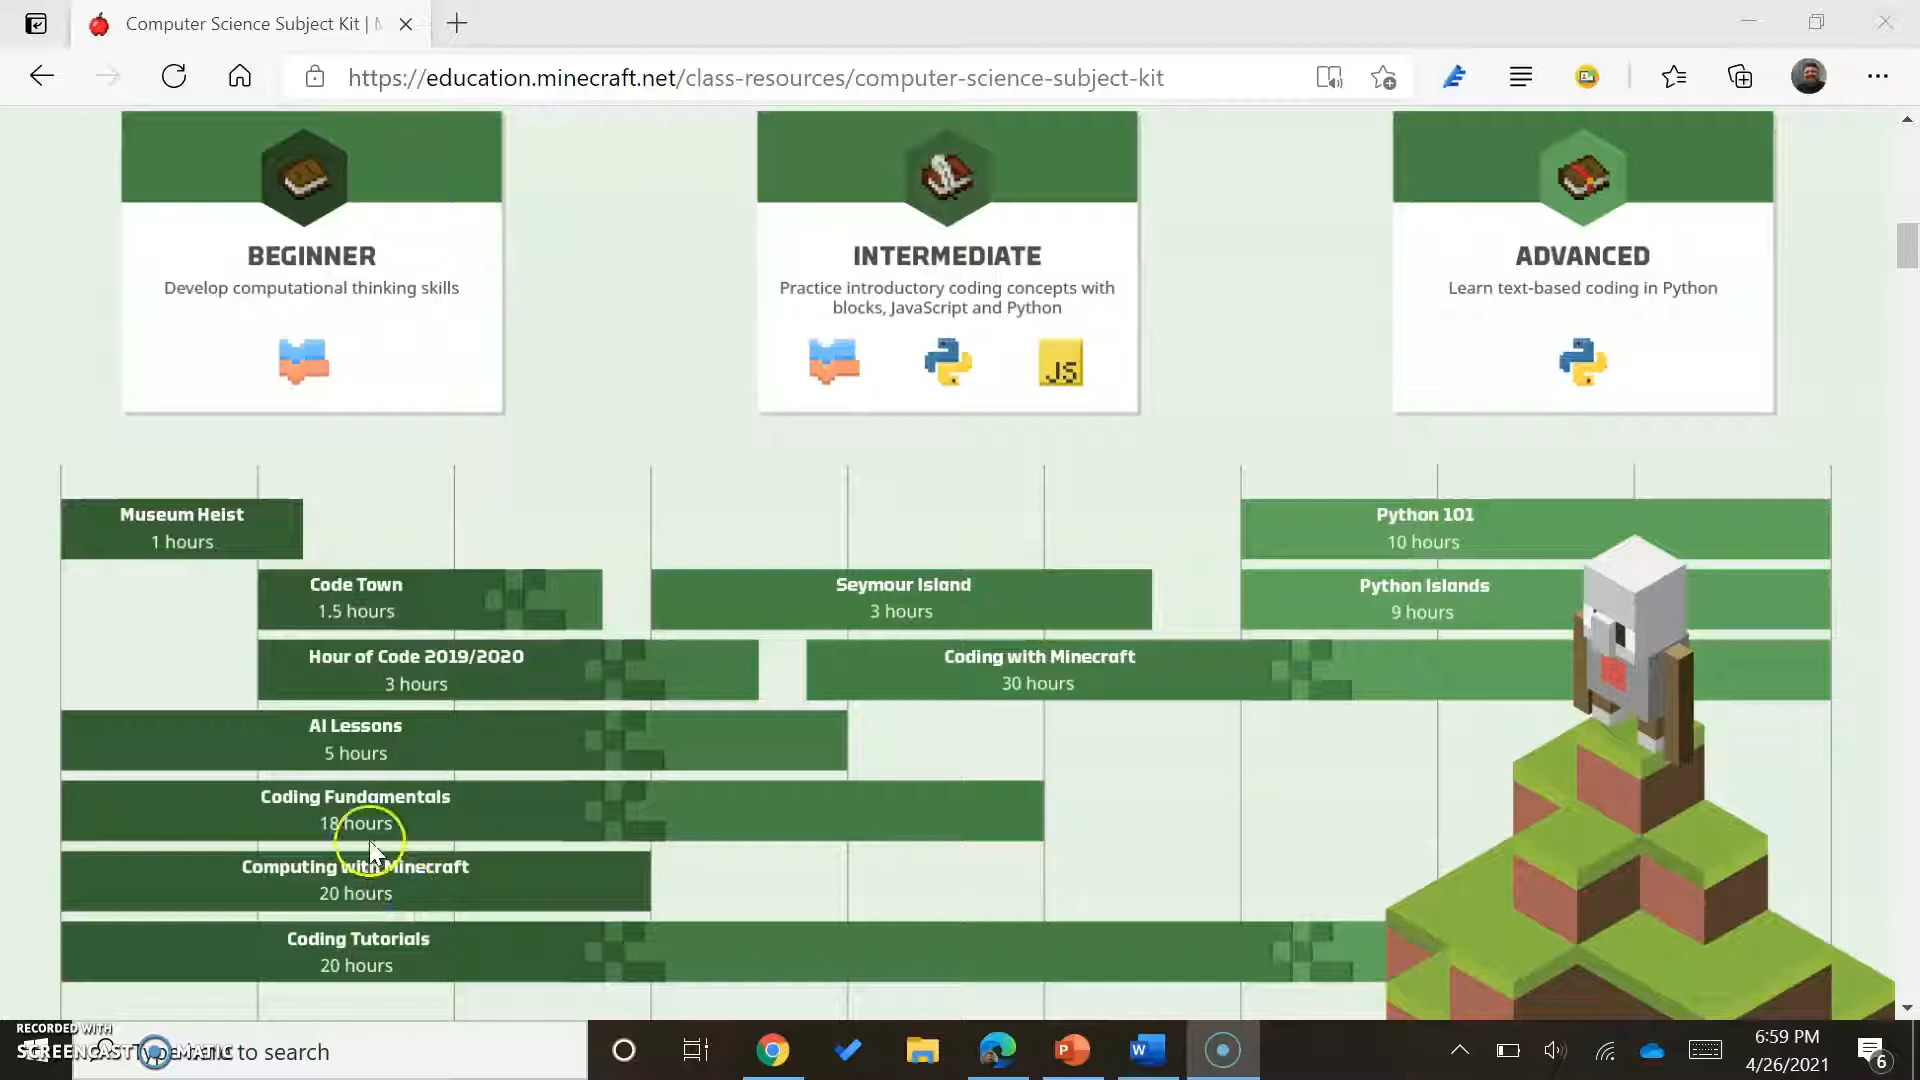 Computer Science Subject Kit |
https://education.minecraft.net/class-resources/computer-science-subject-kit
BEGINNER
Develop computational thinking skills
INTERMEDIATE
Practice introductory coding concepts with
blocks, JavaScript and Python
JS
ADVANCED
Learn text-based coding in Python
Museum Heist
1 hours
Python 101
10 hours
Code Town
1.5 hours
Seymour Island
3 hours
Python Islands
9 hours
Hour of Code 2019/2020
3 hours
Coding with Minecraft
30 hours
AI Lessons
5 hours
Coding Fundamentals
18 hours
Computing with Minecraft
20 hours
Coding Tutorials
20 hours
RECORDED WITH
SCREENCAST MATIC
Type here to search
P
W
6:59 PM
4/26/2021
6